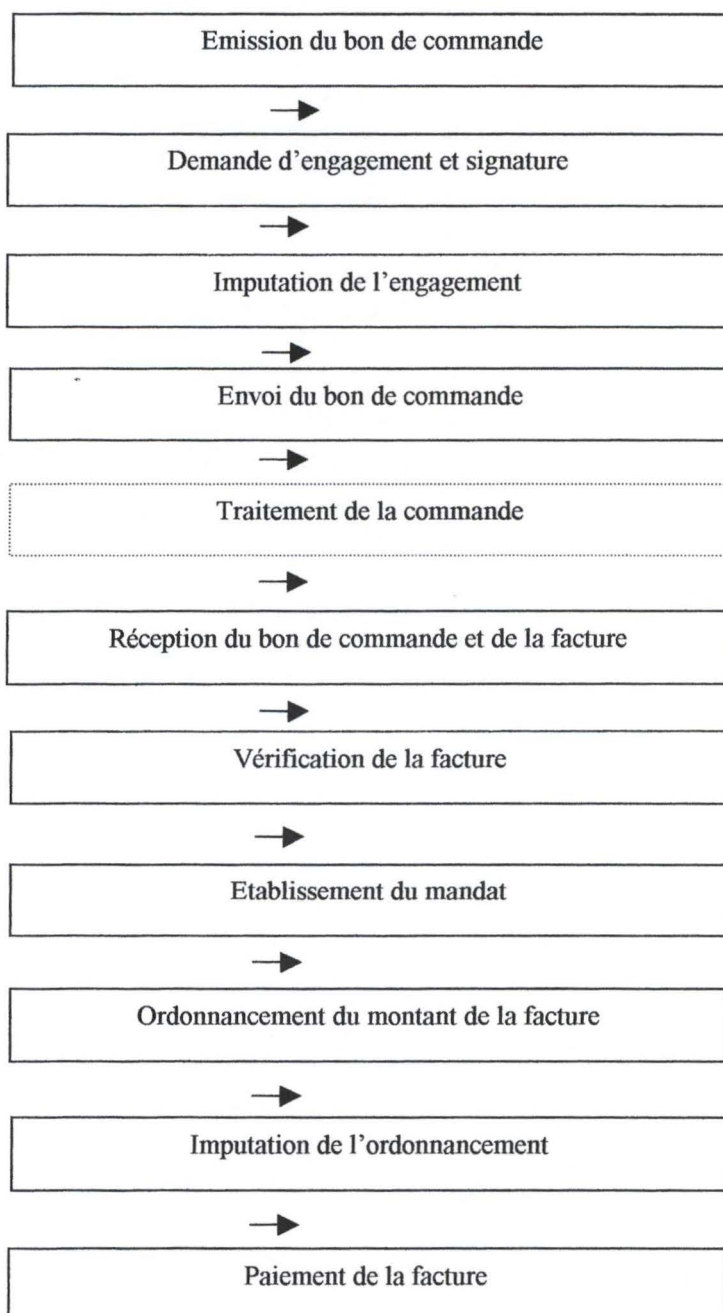 Emission du bon de commande
Demande d'engagement et signature
Imputation de l'engagement
Envoi du bon de commande
Traitement de la commande
Réception du bon de commande et de la facture
Vérification de la facture
Etablissement du mandat
Ordonnancement du montant de la facture
Imputation de l'ordonnancement
Paiement de la facture